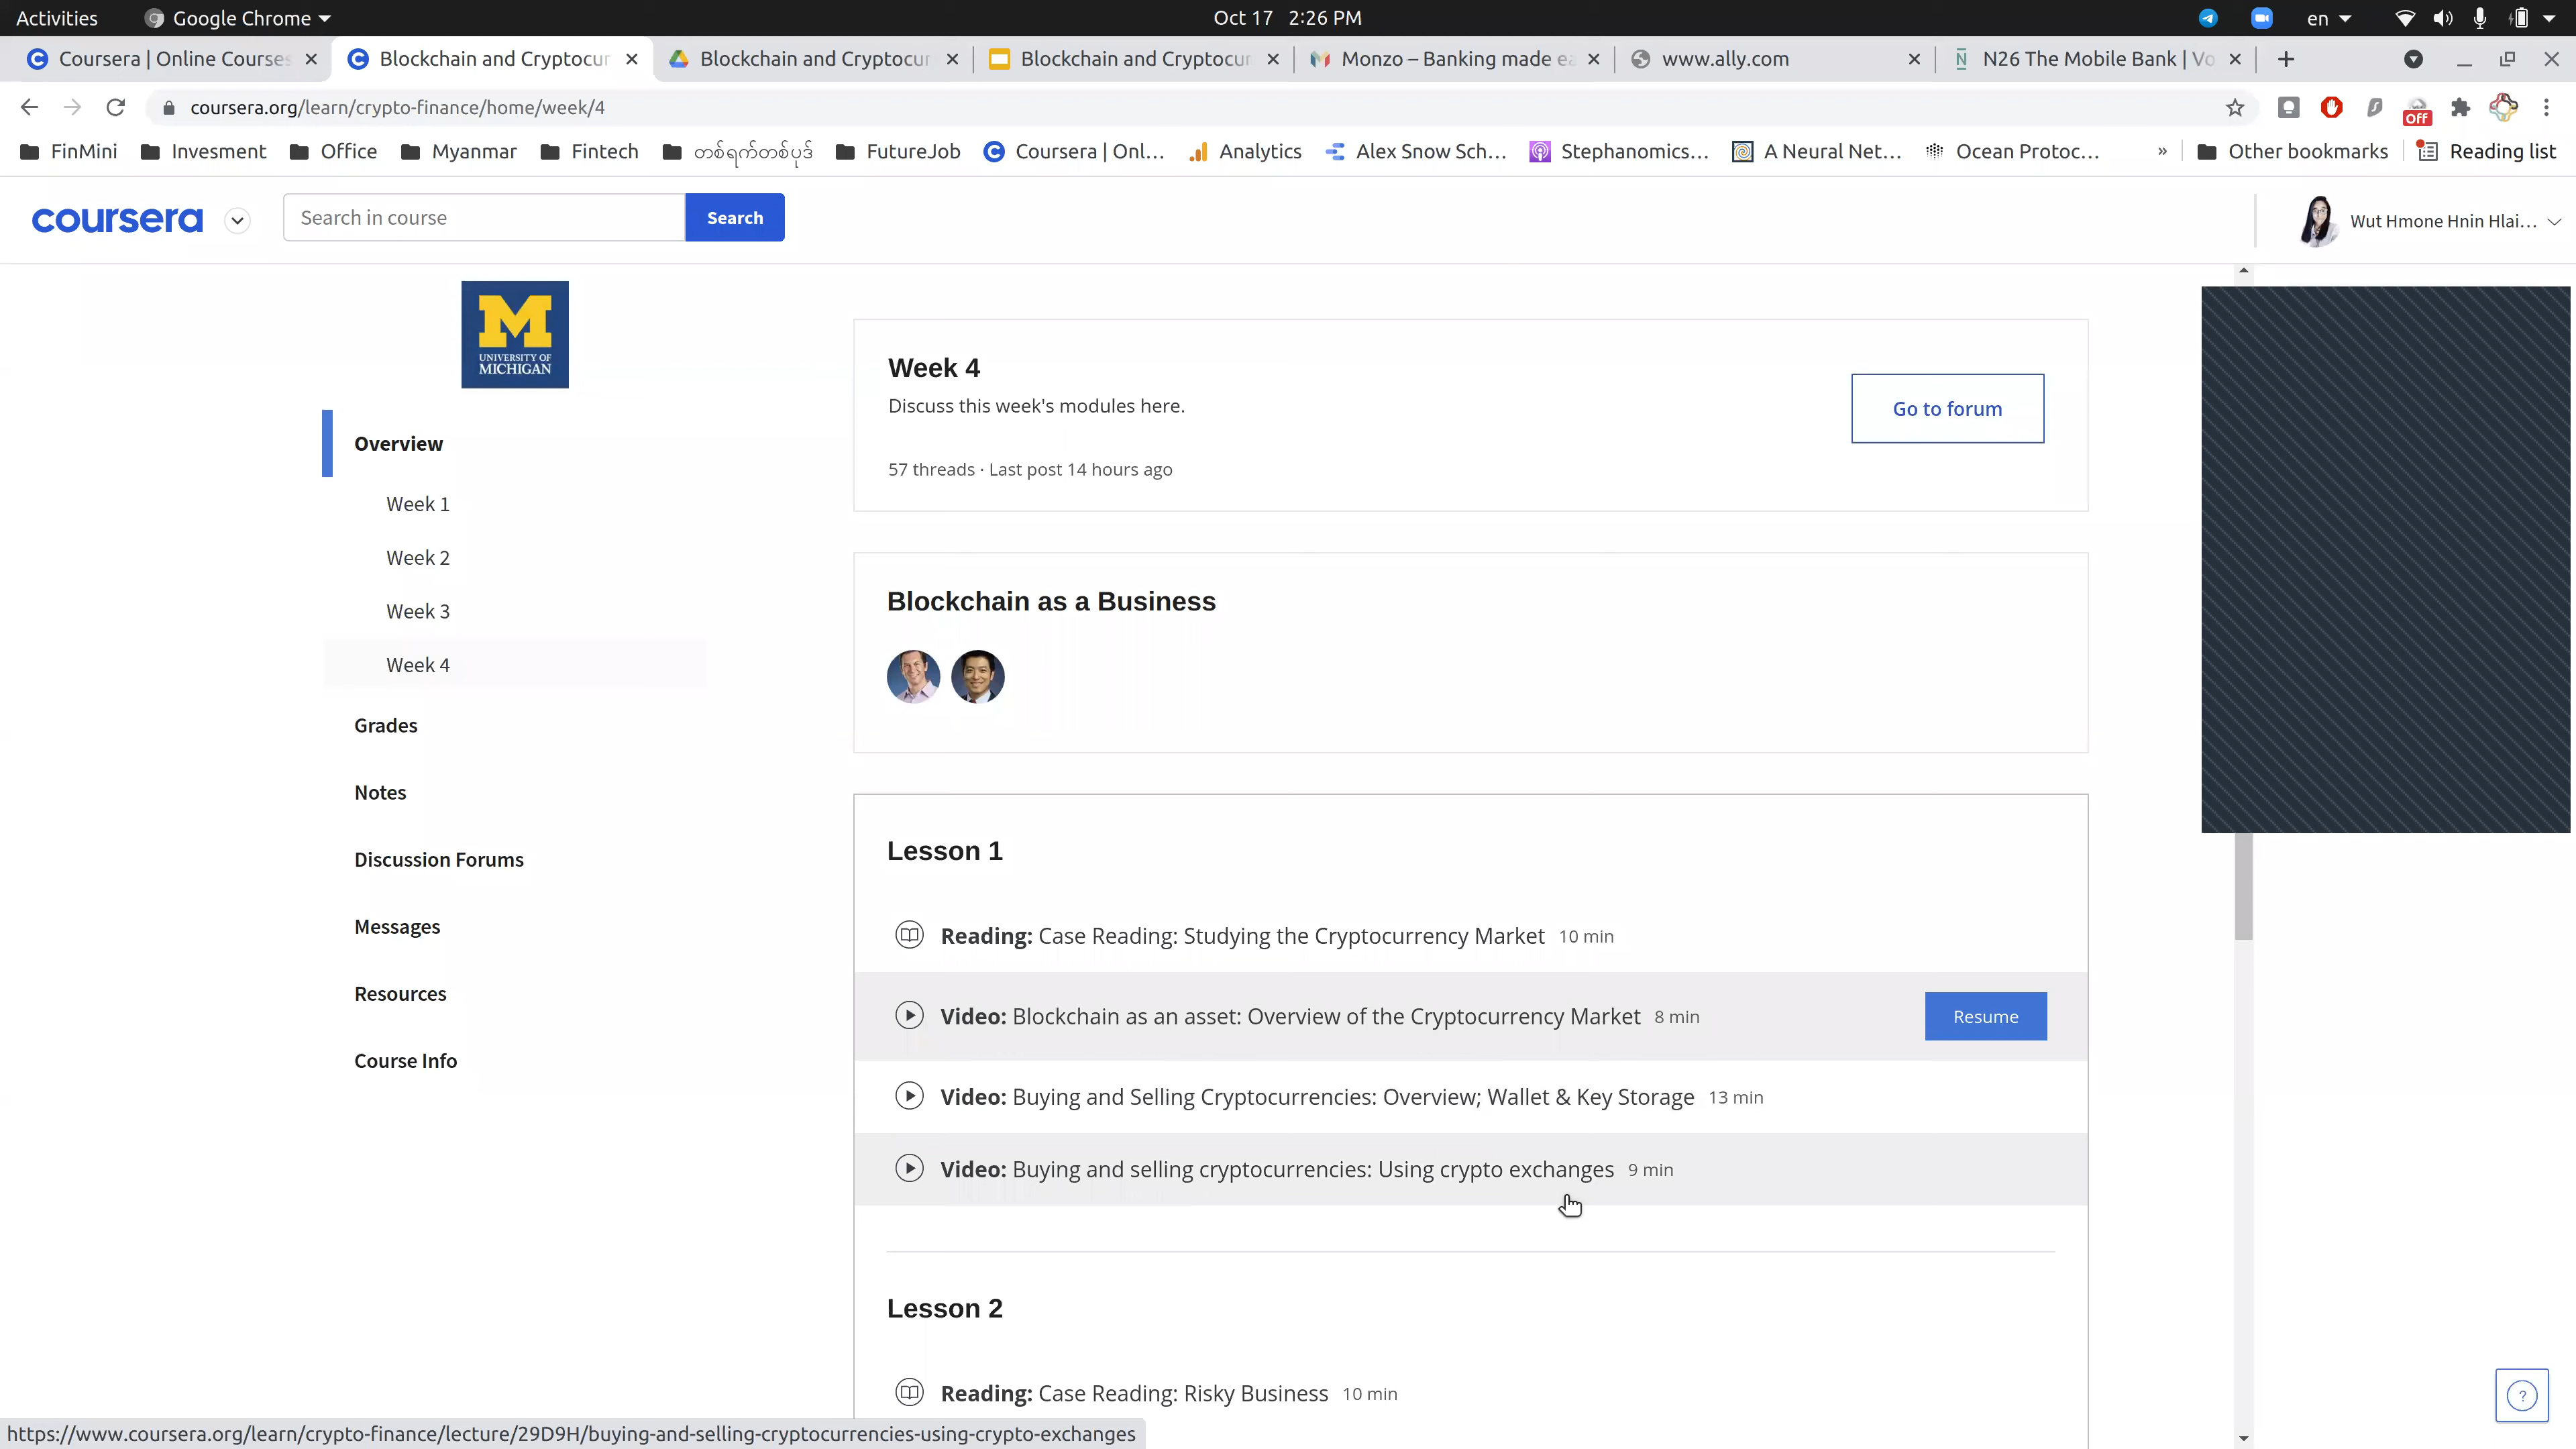 Activities Google Chrome Oct 17 2:26 PM en
Coursera | Online Courses Blockchain and Cryptocur Blockchain and Cryptocur Blockchain and Cryptocur Monzo – Banking made ea www.ally.com N26 The Mobile Bank | Vo
coursera.org/learn/crypto-finance/home/week/4 Off
FinMini Invesment Office Myanmar Fintech တစ်ရက်တစ်ပုဒ် FutureJob Coursera | Onl... Analytics Alex Snow Sch... Stephanomics... A Neural Net... Ocean Protoc... » Other bookmarks Reading list
coursera Search in course Search Wut Hmone Hnin Hlai...
M
UNIVERSITY OF
MICHIGAN
Overview
Week 1
Week 2
Week 3
Week 4
Grades
Notes
Discussion Forums
Messages
Resources
Course Info
Week 4
Discuss this week's modules here.
57 threads · Last post 14 hours ago
Go to forum
Blockchain as a Business
Lesson 1
Reading: Case Reading: Studying the Cryptocurrency Market 10 min
Video: Blockchain as an asset: Overview of the Cryptocurrency Market 8 min Resume
Video: Buying and Selling Cryptocurrencies: Overview; Wallet & Key Storage 13 min
Video: Buying and selling cryptocurrencies: Using crypto exchanges 9 min
Lesson 2
Reading: Case Reading: Risky Business 10 min
?
https://www.coursera.org/learn/crypto-finance/lecture/29D9H/buying-and-selling-cryptocurrencies-using-crypto-exchanges